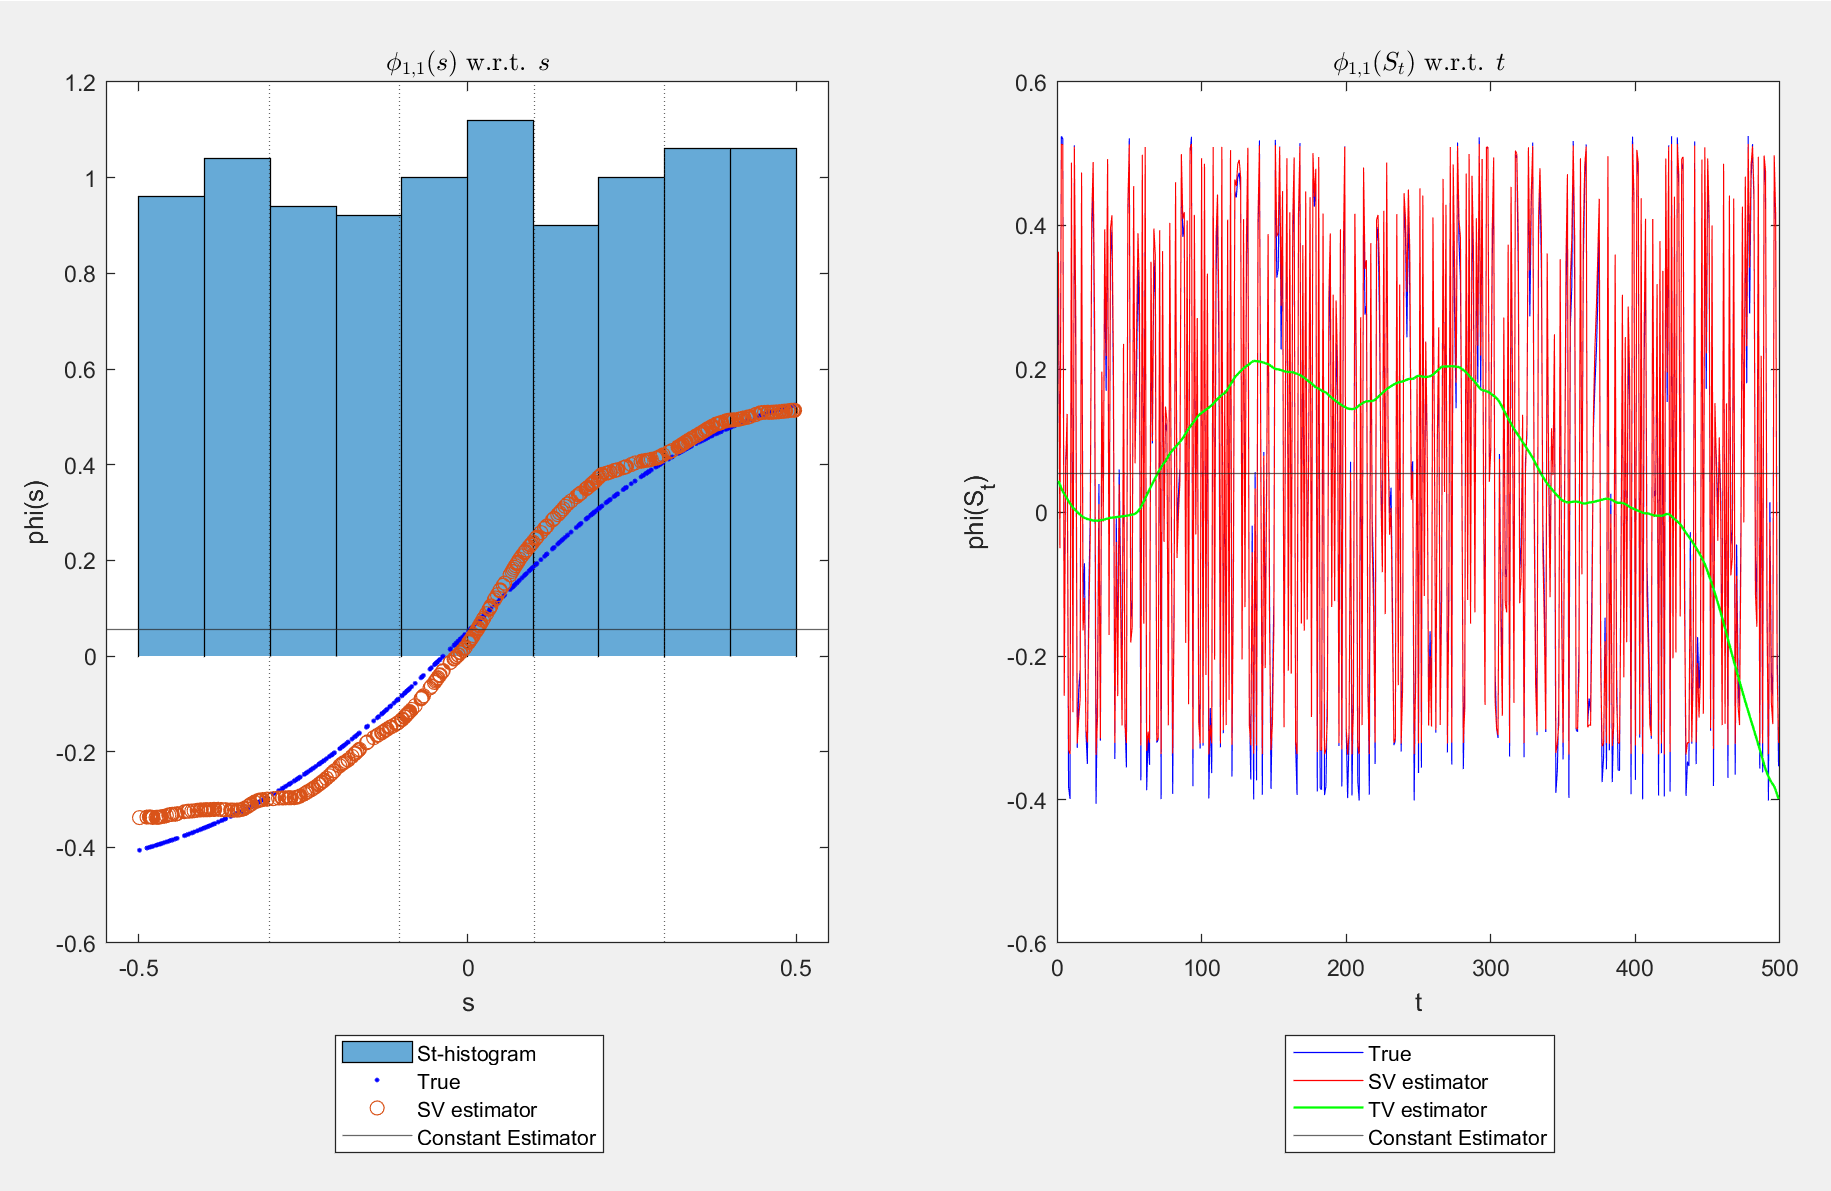 ϕ₁,₁(s) w.r.t. s
1.2
1
0.8
0.6
0.4
0.2
0
-0.2
-0.4
-0.6
phi(s)
-0.5 0 0.5
s
St-histogram
True
SV estimator
Constant Estimator
ϕ₁,₁(Sₜ) w.r.t. t
0.6
0.4
0.2
0
-0.2
-0.4
-0.6
phi(Sₜ)
0 100 200 300 400 500
t
True
SV estimator
TV estimator
Constant Estimator